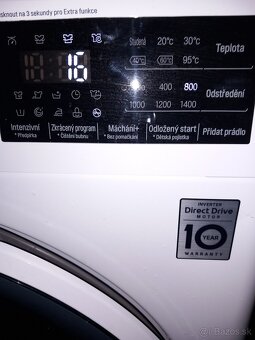 tisknout na 3 sekundy pro Extra funkce
16
Studená 20°c 30°c
40°c 60°c 95°c
Teplota
400 800
1000 1200 1400
Odstředění
Intenzivní Zkrácený program Máchání+ Odložený start Přidat prádlo
* Předpírka * Čištění bubnu * Bez pomačkání * Dětská pojistka
INVERTER
Direct Drive
MOTOR
10
YEAR
WARRANTY
bazos.sk